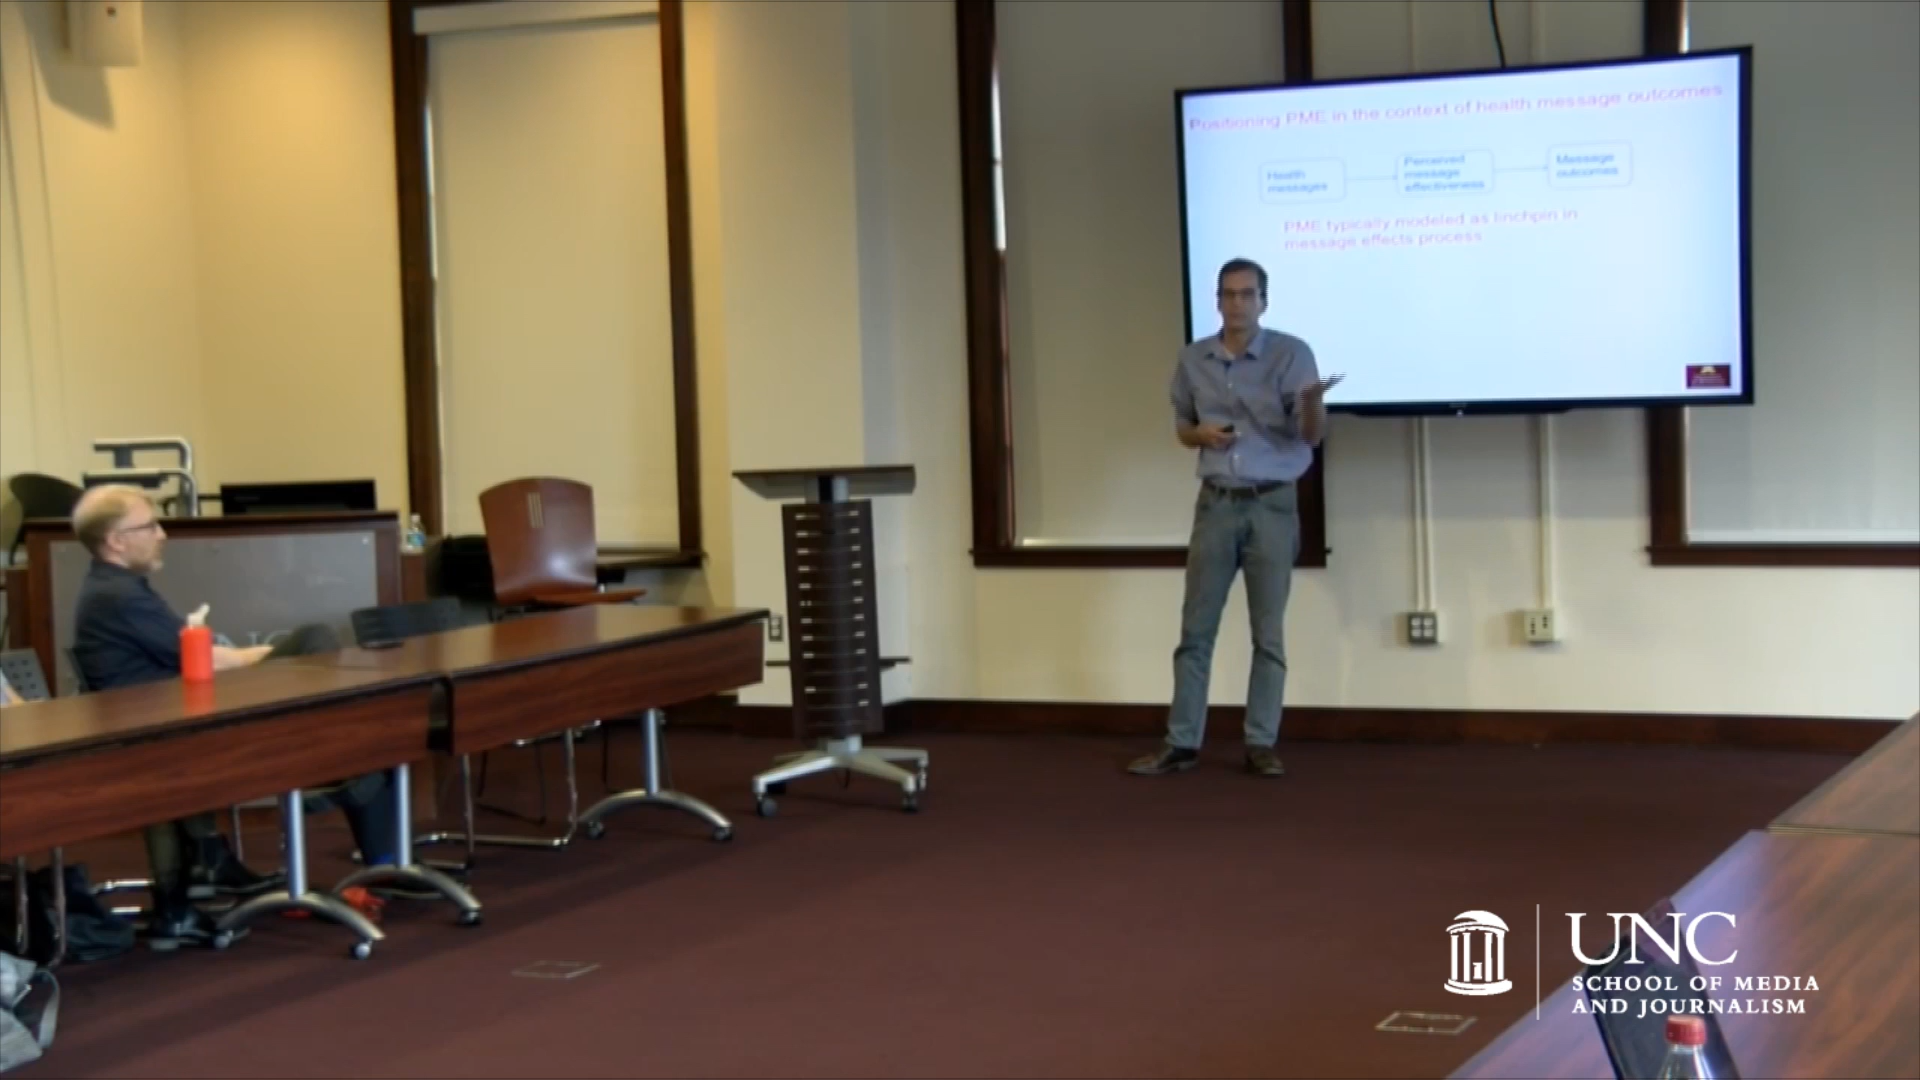 Positioning PME in the context of health message outcomes
Health
messages
Perceived
message
effectiveness
Message
outcomes
PME typically modeled as linchpin in
message effects process
UNC
SCHOOL OF MEDIA
AND JOURNALISM